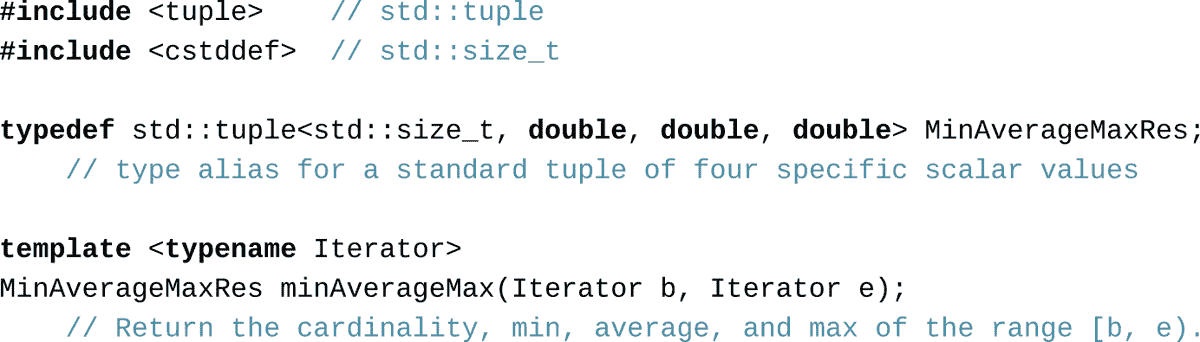 #include <tuple>    // std::tuple
#include <cstddef>  // std::size_t
typedef std::tuple<std::size_t, double, double, double> MinAverageMaxRes;
    // type alias for a standard tuple of four specific scalar values
template <typename Iterator>
MinAverageMaxRes minAverageMax(Iterator b, Iterator e);
    // Return the cardinality, min, average, and max of the range [b, e).